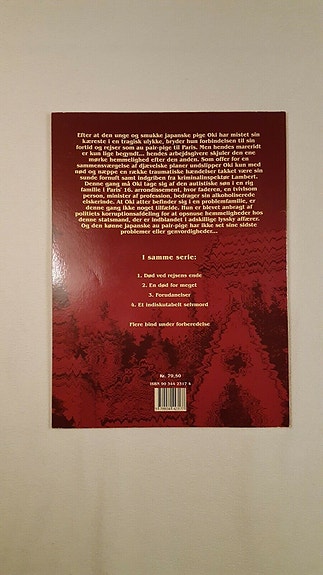 Efter at den unge og smukke japanske pige Oki har mistet sin
kæreste i en tragisk ulykke, bryder hun forbindelsen til sin
fortid og rejser som au pair-pige til Paris. Men hendes mareridt
er kun lige begyndt... hendes arbejdsgivere skjuler den ene
mørke hemmelighed efter den anden. Som offer for en
sammensværgelse af djævelske planer undslipper Oki kun med
nød og næppe en række traumatiske hændelser takket være sin
sunde fornuft samt indgriben fra kriminalinspektør Lambert.
Denne gang må Oki tage sig af den autistiske søn i en rig
familie i Paris' 16. arrondissement, hvor faderen, en tvivlsom
person, minister af profession, bedrager sin alkoholiserede
elskerinde. At Oki atter befinder sig i en problemfamilie, er
denne gang ikke noget tilfælde. Hun er blevet anbragt af
politiets korruptionsafdeling for at opsnuse hemmeligheder hos
denne statsmand, der er indblandet i adskillige lyssky affærer.
Og den kønne japanske au pair-pige har ikke set sine sidste
problemer eller genvordigheder...
I samme serie:
1. Død ved rejsens ende
2. En død for meget
3. Forudanelser
4. Et indiskutabelt selvmord
Flere bind under forberedelse
Kr. 79,50
ISBN 90 344 2317 4